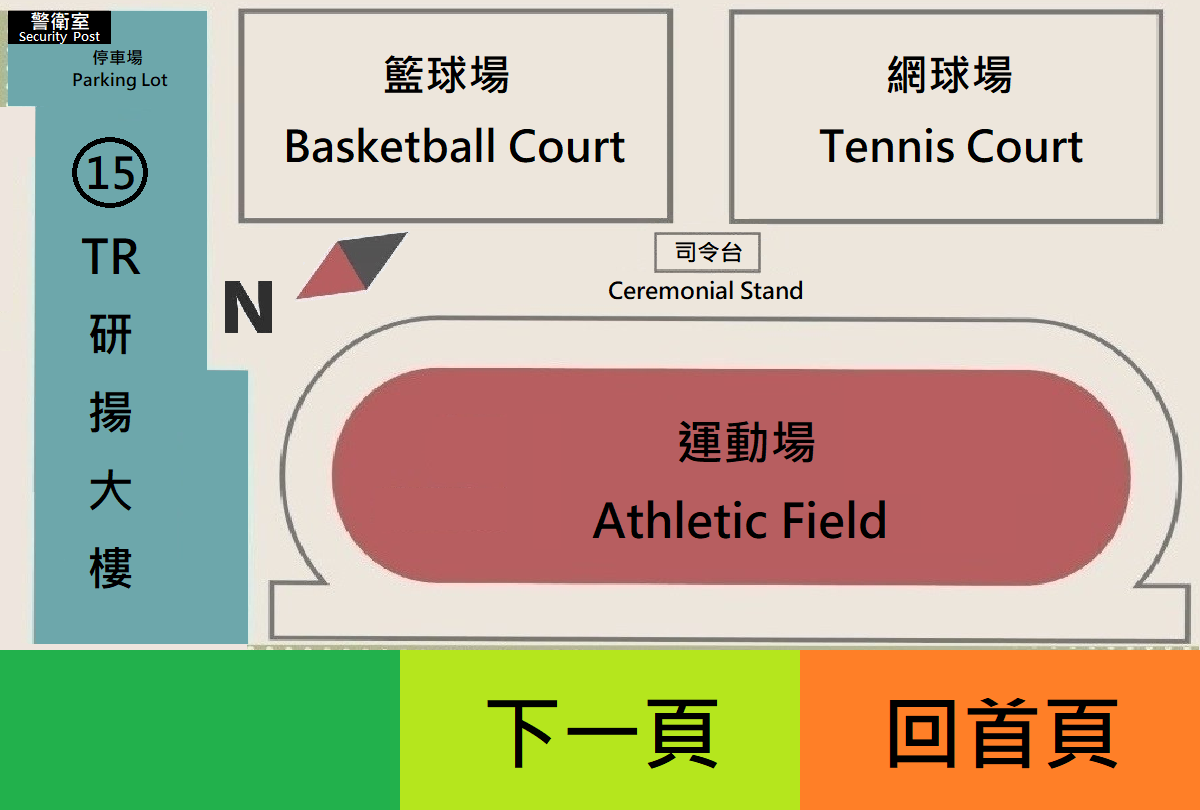 警衛室
Security Post
停車場
Parking Lot
15
TR
研
揚
大
樓
籃球場
Basketball Court
網球場
Tennis Court
N
司令台
Ceremonial Stand
運動場
Athletic Field
下一頁
回首頁